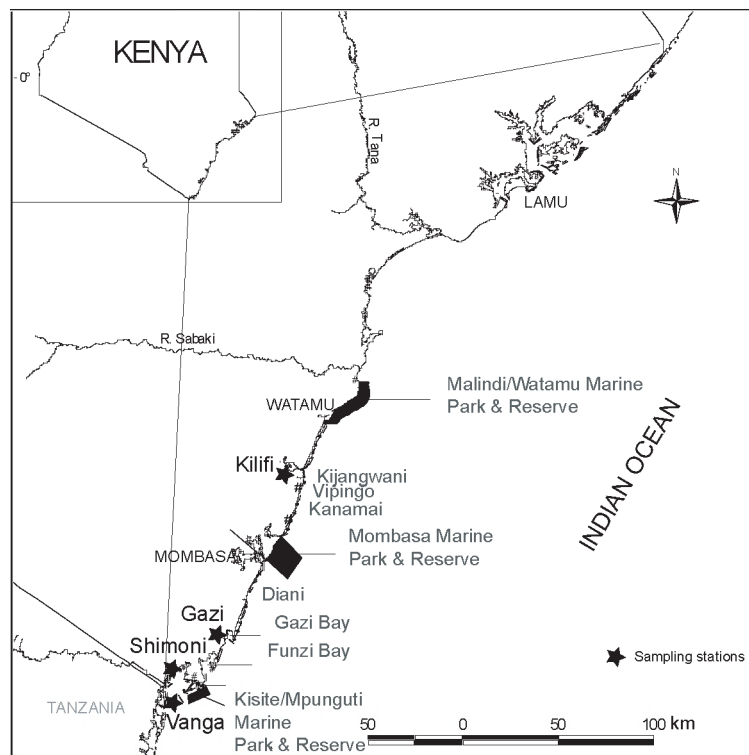 KENYA
0°
R. Tana
LAMU
N
R. Sabaki
WATAMU
Malindi/Watamu Marine
Park & Reserve
Kilifi
Kijangwani
Vipingo
Kanamai
INDIAN OCEAN
MOMBASA
Mombasa Marine
Park & Reserve
Diani
Gazi
Gazi Bay
Shimoni
Funzi Bay
Sampling stations
TANZANIA
Vanga
Kisite/Mpunguti
Marine
Park & Reserve
50 0 50 100 km